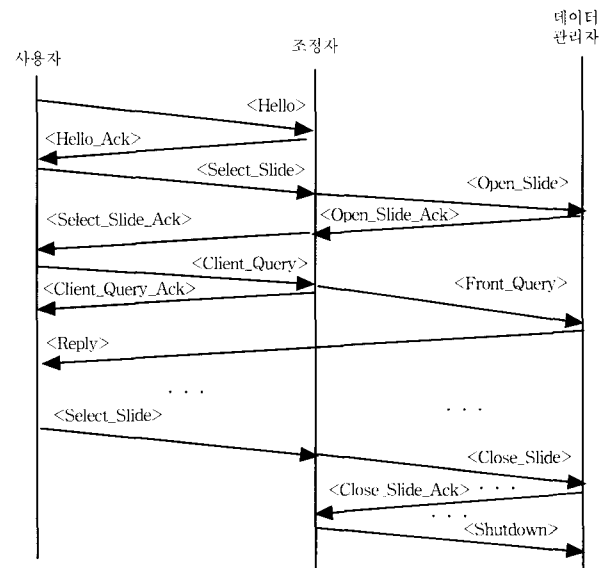 데이터
관리자
사용자
조정자
<Hello>
<Hello_Ack>
<Select_Slide>
<Open_Slide>
<Select_Slide_Ack>
<Open_Slide_Ack>
<Client_Query>
<Client_Query_Ack>
<Front_Query>
<Reply>
. . .
. . .
<Select_Slide>
<Close_Slide>
<Close_Slide_Ack> . . .
. . .
<Shutdown>